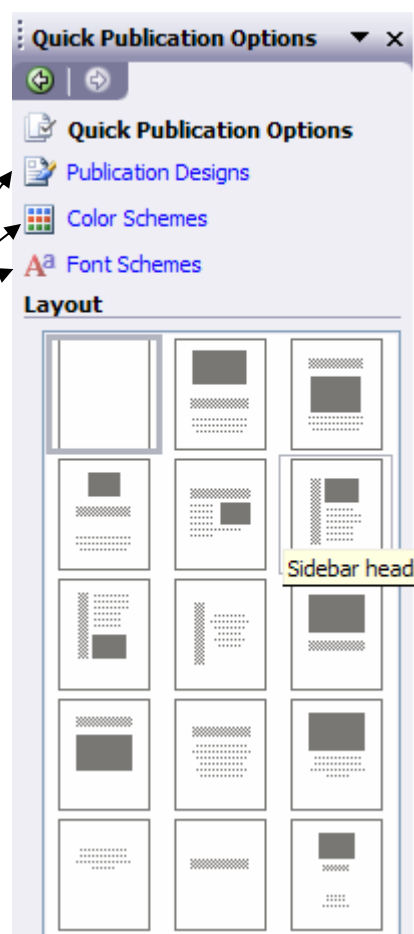 Quick Publication Options
Quick Publication Options
Publication Designs
Color Schemes
Font Schemes
Layout
Sidebar head